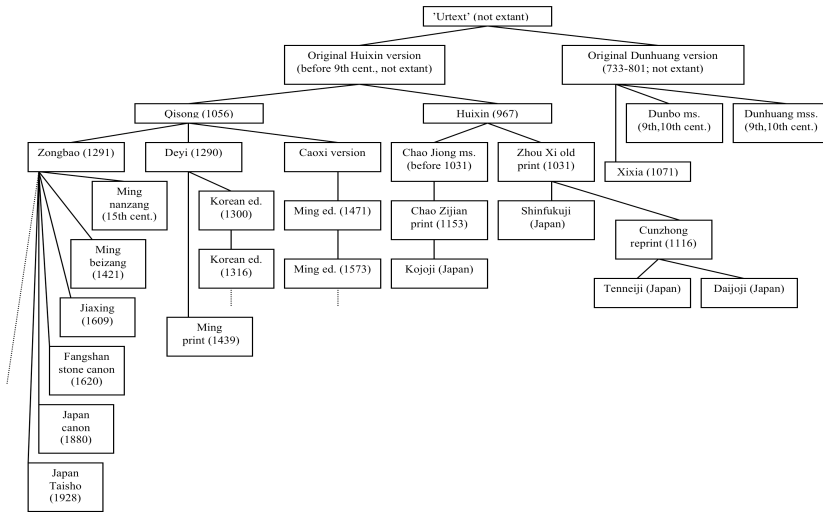 'Urtext' (not extant)
Original Huixin version
(before 9th cent., not extant)
Original Dunhuang version
(733-801; not extant)
Qisong (1056)
Huixin (967)
Dunbo ms.
(9th,10th cent.)
Dunhuang mss.
(9th,10th cent.)
Zongbao (1291)
Deyi (1290)
Caoxi version
Chao Jiong ms.
(before 1031)
Zhou Xi old
print (1031)
Xixia (1071)
Ming
nanzang
(15th cent.)
Korean ed.
(1300)
Ming ed. (1471)
Chao Zijian
print (1153)
Shinfukuji
(Japan)
Cunzhong
reprint (1116)
Ming
beizang
(1421)
Korean ed.
(1316)
Ming ed. (1573)
Kojoji (Japan)
Tenneiji (Japan)
Daijoji (Japan)
Jiaxing
(1609)
Ming
print (1439)
Fangshan
stone canon
(1620)
Japan
canon
(1880)
Japan
Taisho
(1928)